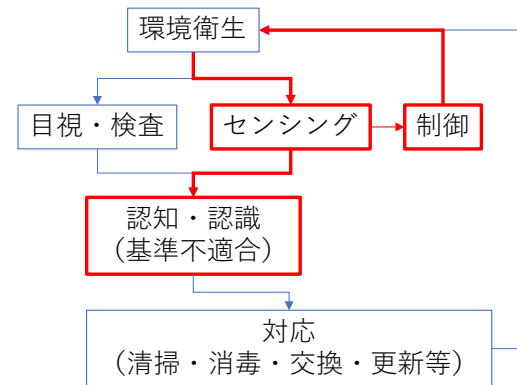 環境衛生
目視・検査
センシング
制御
認知・認識
（基準不適合）
対応
（清掃・消毒・交換・更新等）